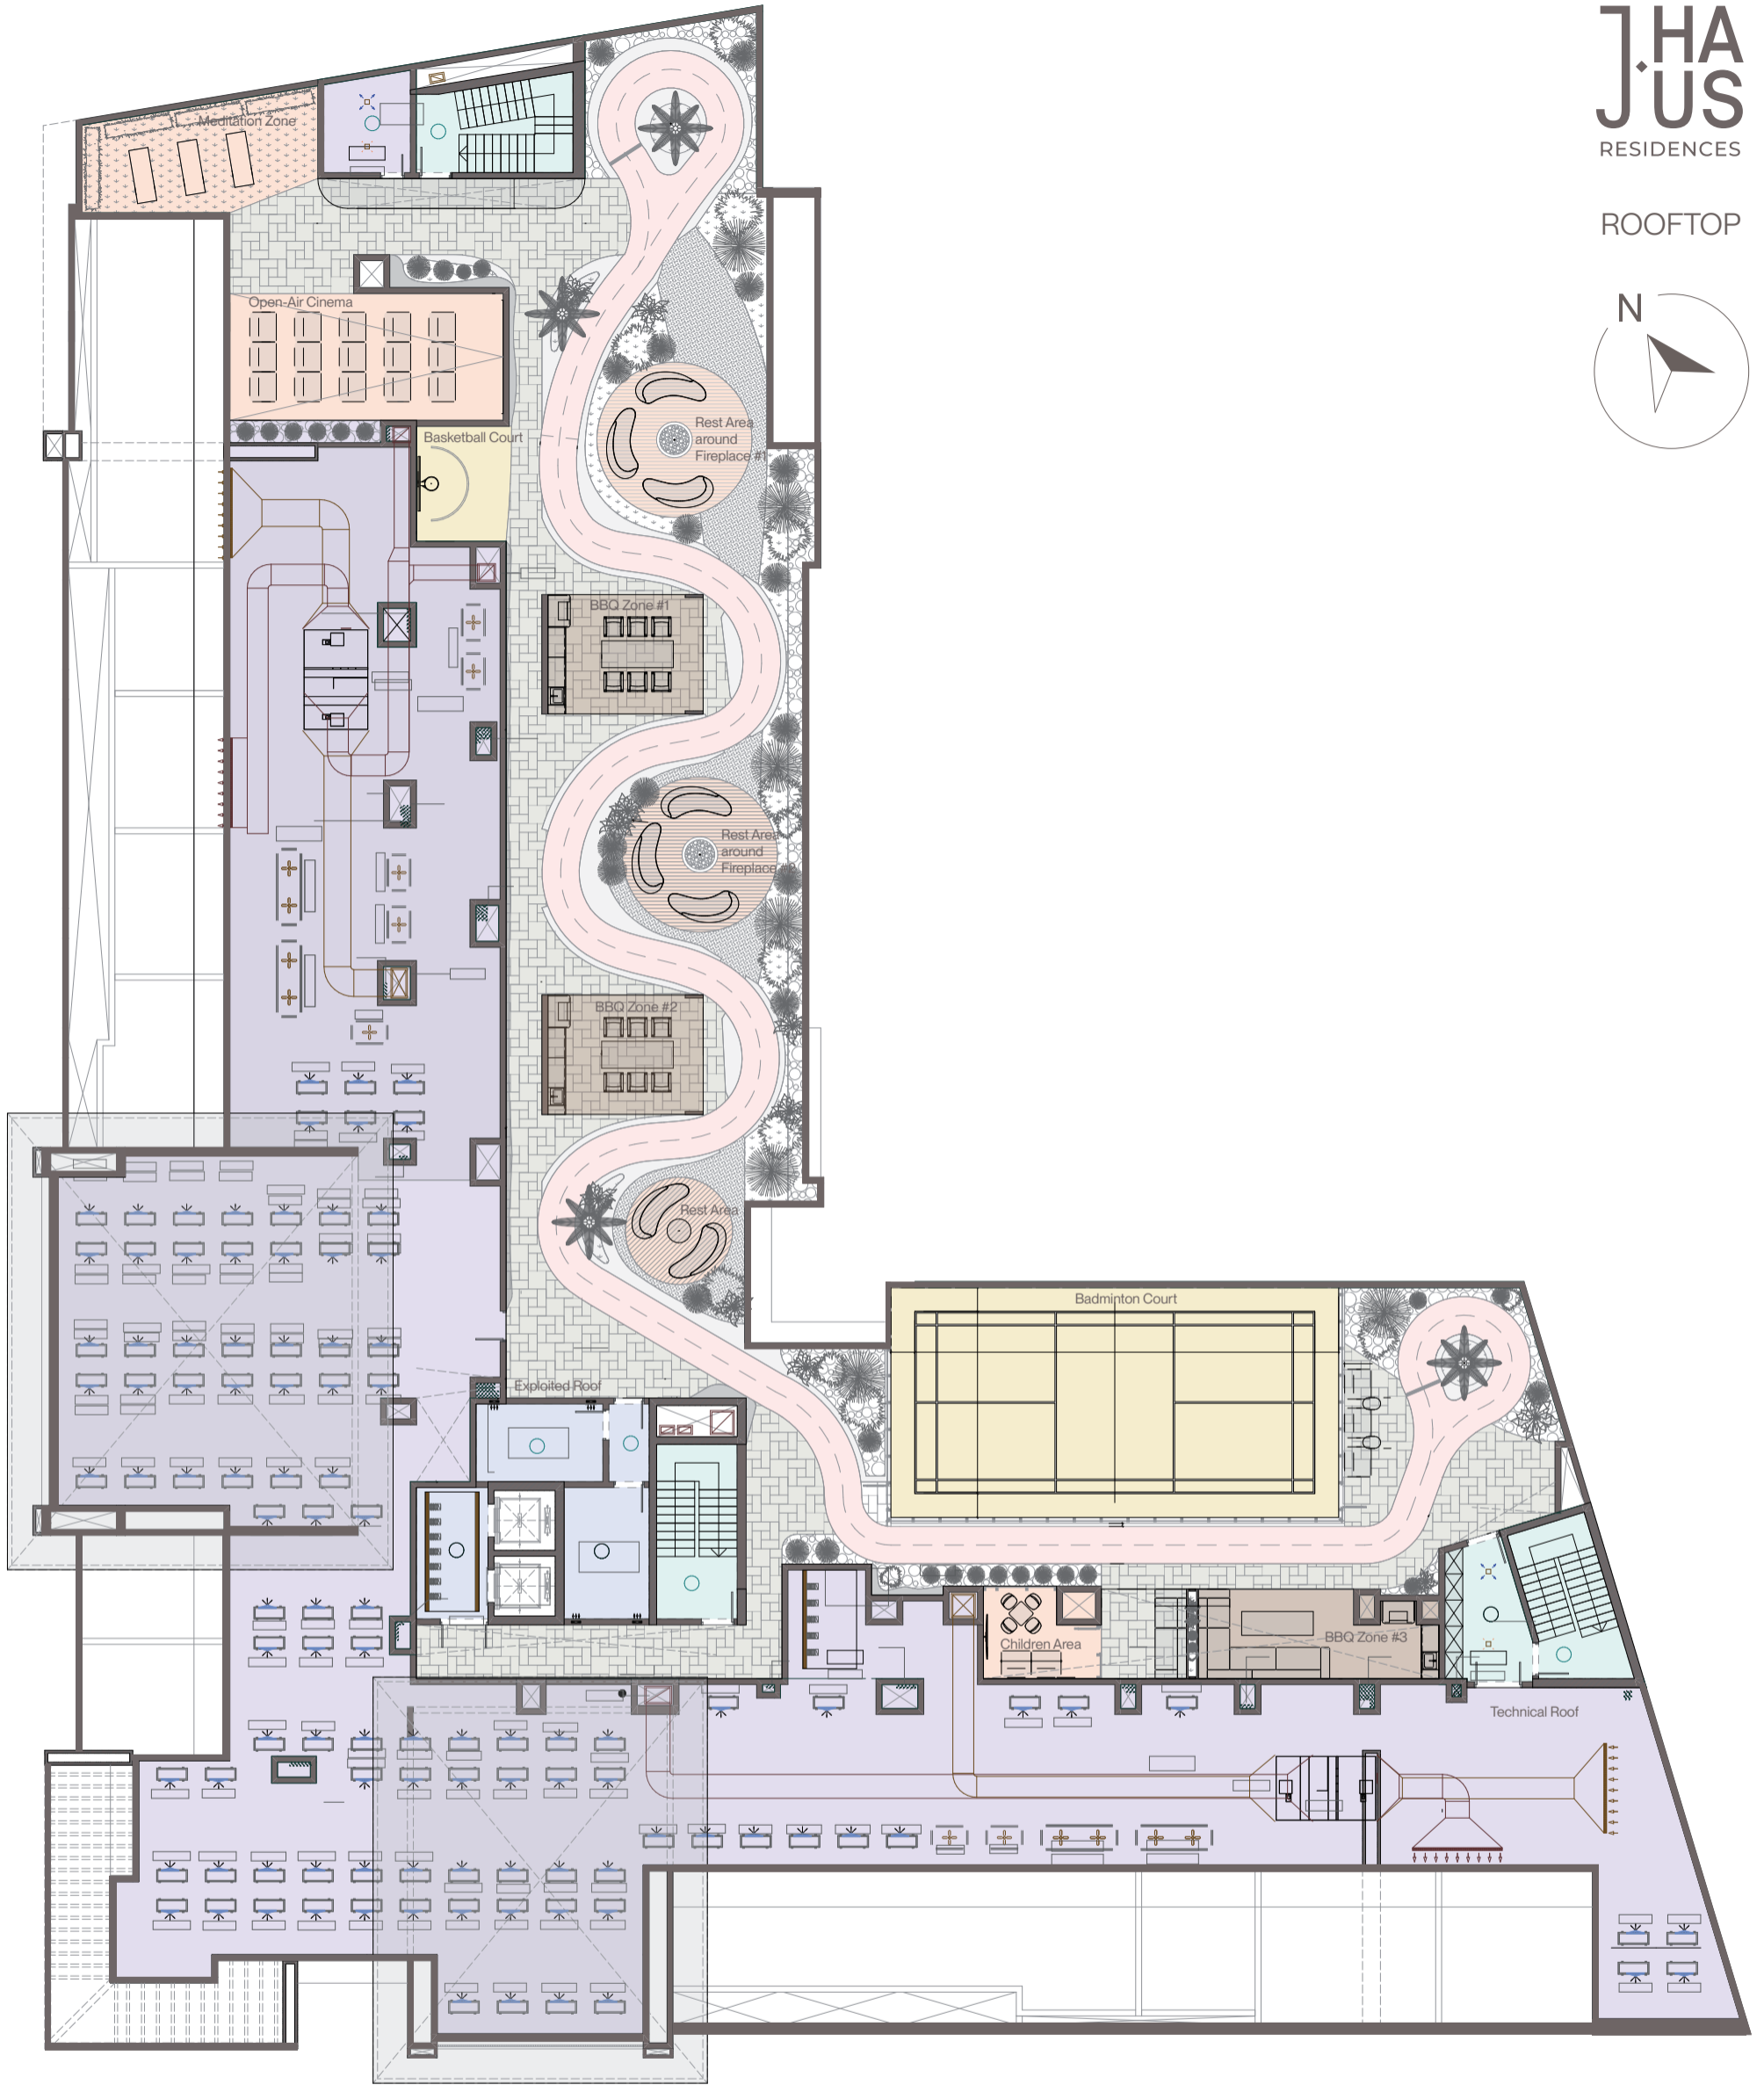 J.HAUS
RESIDENCES
ROOFTOP
N
Meditation Zone
Open-Air Cinema
Basketball Court
Rest Area
around
Fireplace #1
BBQ Zone #1
Rest Area
around
Fireplace
BBQ Zone #2
Rest Area
Badminton Court
Exploited Roof
Children Area
BBQ Zone #3
Technical Roof